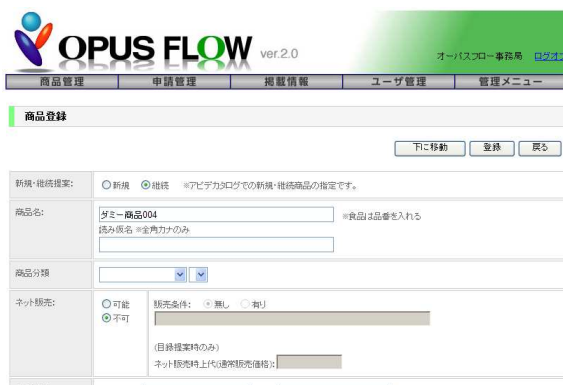 OPUS FLOW ver.2.0
オーパスフロー事務局 ログオフ
商品管理 申請管理 掲載情報 ユーザ管理 管理メニュー
商品登録
下に移動 登録 戻る
新規・継続提案: 新規 継続 ※アピデカタログでの新規・継続商品の指定です。
商品名: ダミー商品004 ※食品は品番を入れる
読み仮名 ※全角カナのみ
商品分類
ネット販売: 可能 販売条件: 無し 有り
不可
(目録提案時のみ)
ネット販売時上代(通常販売価格):